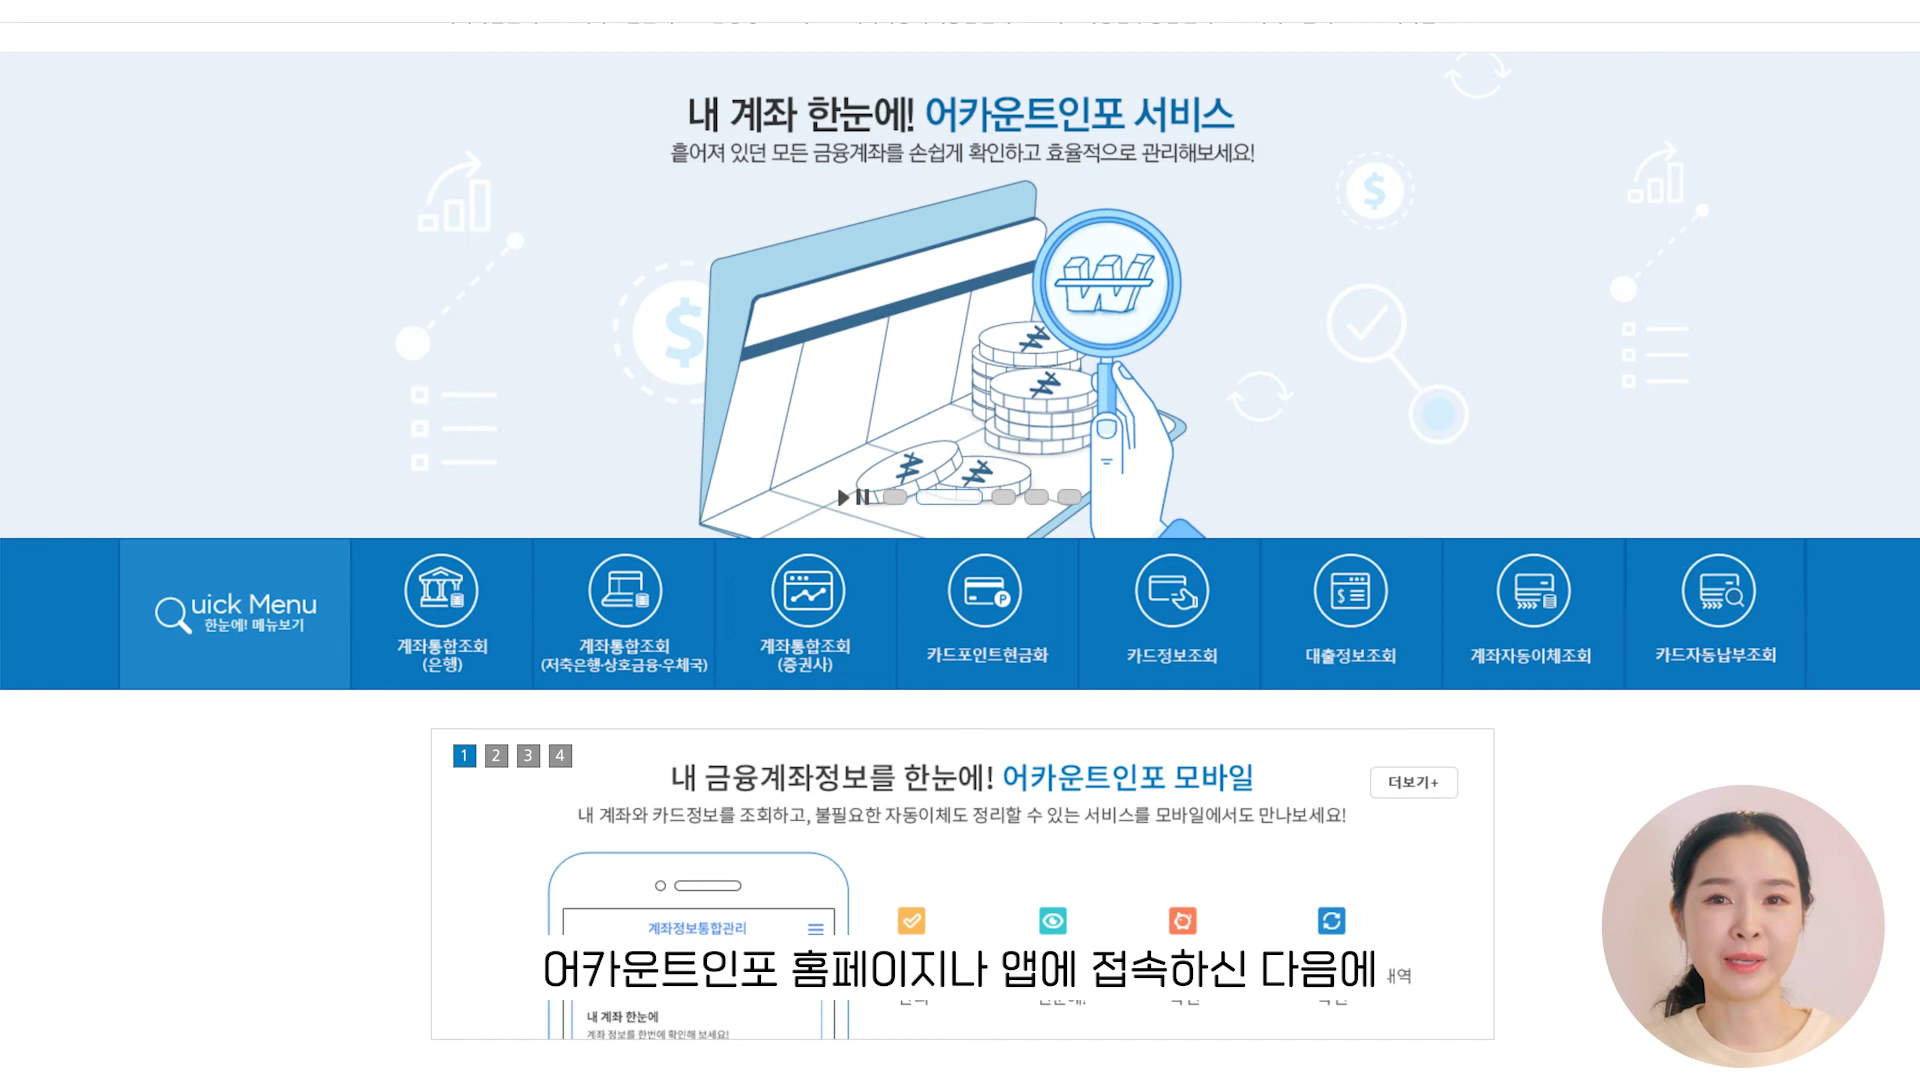 내 계좌 한눈에! 어카운트인포 서비스
흩어져 있던 모든 금융계좌를 손쉽게 확인하고 효율적으로 관리해보세요!
Quick Menu
한눈에! 메뉴보기
계좌통합조회
(은행)
계좌통합조회
(저축은행·상호금융·우체국)
계좌통합조회
(증권사)
카드포인트현금화
카드정보조회
대출정보조회
계좌자동이체조회
카드자동납부조회
1 2 3 4
내 금융계좌정보를 한눈에! 어카운트인포 모바일
더보기+
내 계좌와 카드정보를 조회하고, 불필요한 자동이체도 정리할 수 있는 서비스를 모바일에서도 만나보세요!
계좌정보통합관리
어카운트인포 홈페이지나 앱에 접속하신 다음에
내 계좌 한눈에
계좌 정보를 한번에 확인해 보세요!